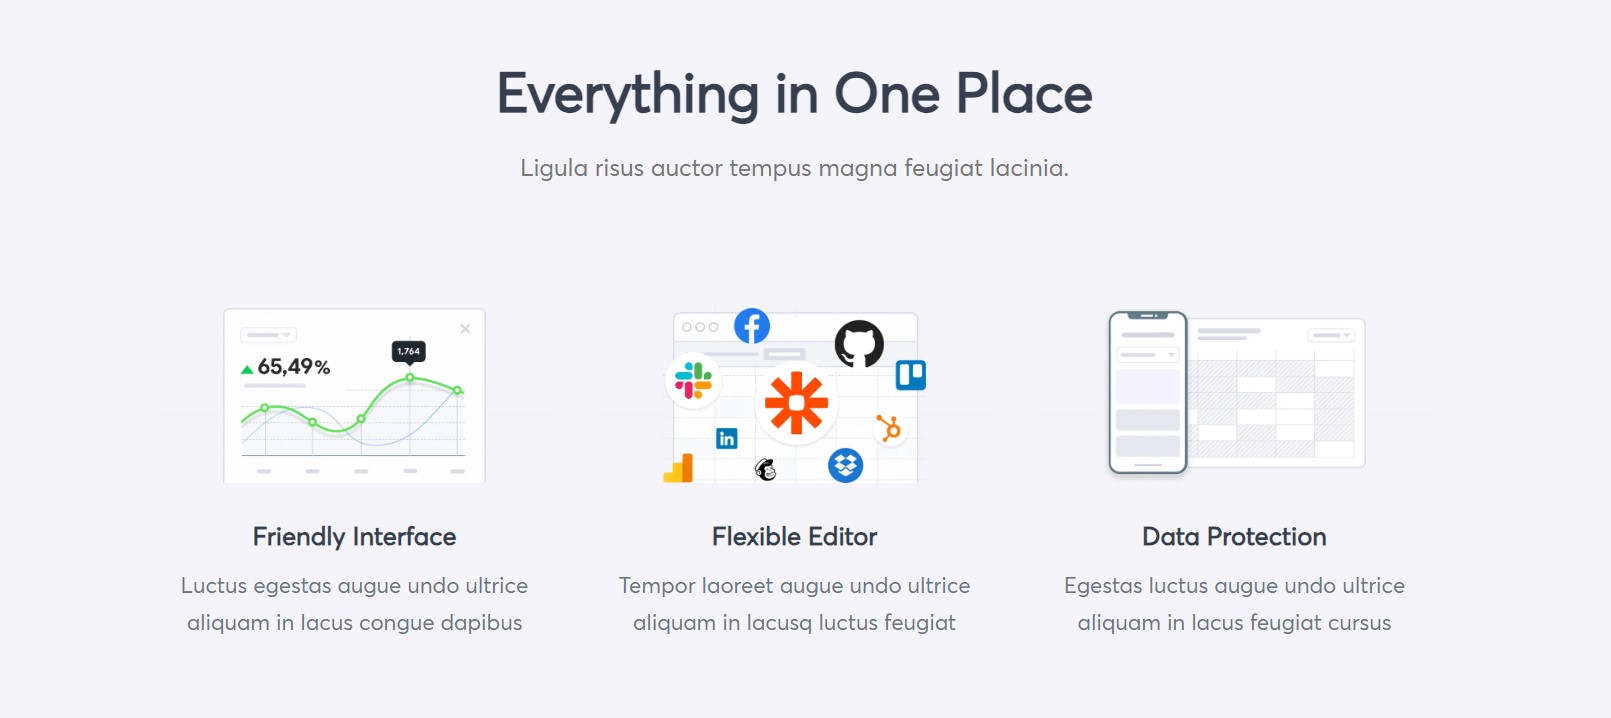 Everything in One Place
Ligula risus auctor tempus magna feugiat lacinia.
65,49%
1,764
in
Friendly Interface
Luctus egestas augue undo ultrice
aliquam in lacus congue dapibus
Flexible Editor
Tempor laoreet augue undo ultrice
aliquam in lacusq luctus feugiat
Data Protection
Egestas luctus augue undo ultrice
aliquam in lacus feugiat cursus